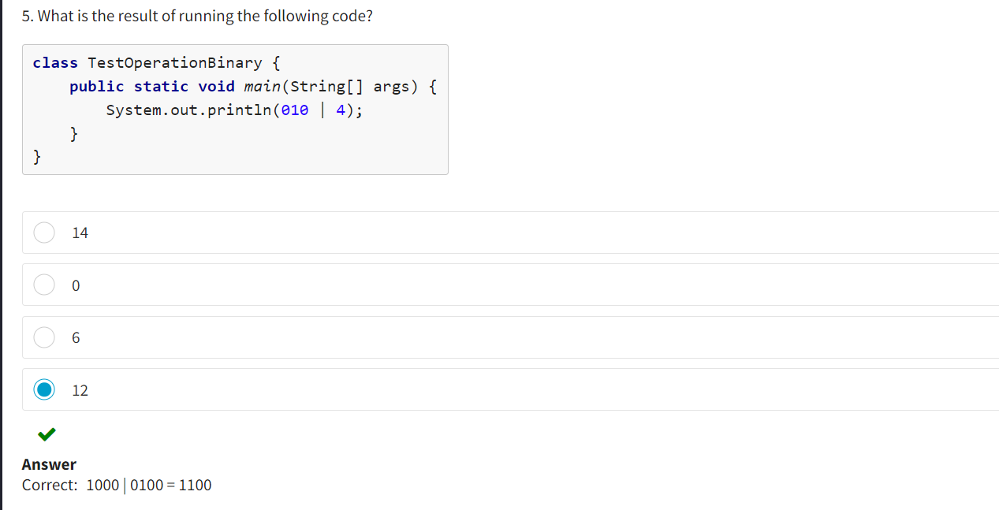 5. What is the result of running the following code?
class TestOperationBinary {
    public static void main(String[] args) {
        System.out.println(010 | 4);
    }
}
14
0
6
12
Answer
Correct: 1000 | 0100 = 1100